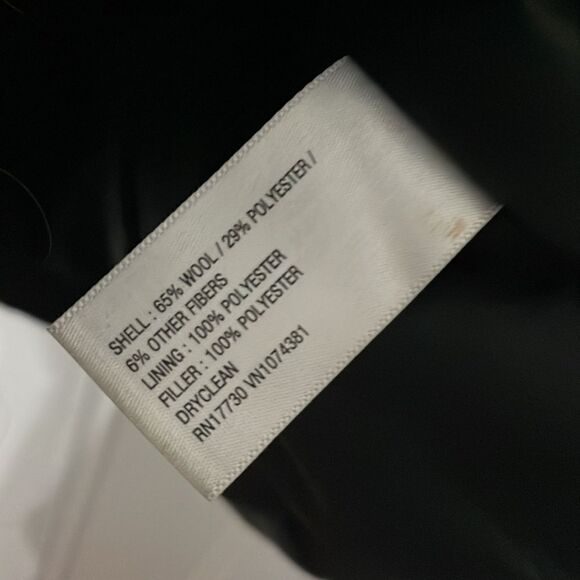 SHELL : 65% WOOL / 29% POLYESTER /
6% OTHER FIBERS
LINING : 100% POLYESTER
FILLER : 100% POLYESTER
DRYCLEAN
RN17730 VN1074381